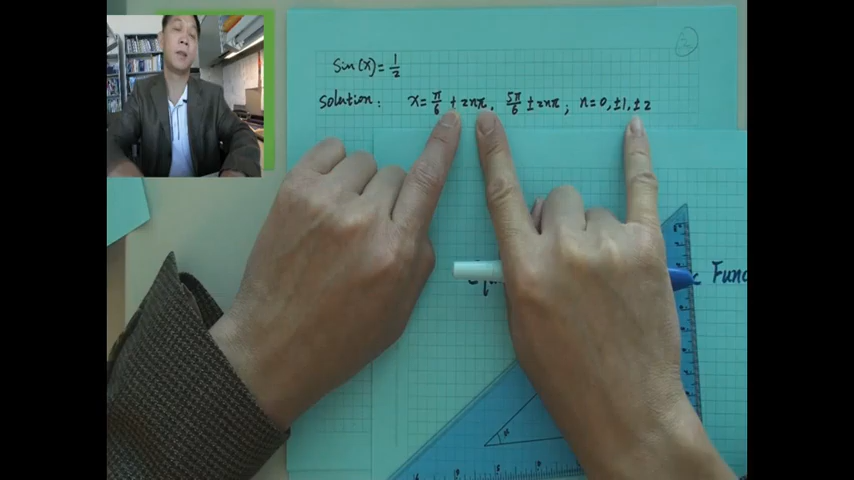 Sin(x) = 1/2
Solution: x = π/6 + 2nπ, 5π/6 ± 2nπ; n = 0, ±1, ±2
Func